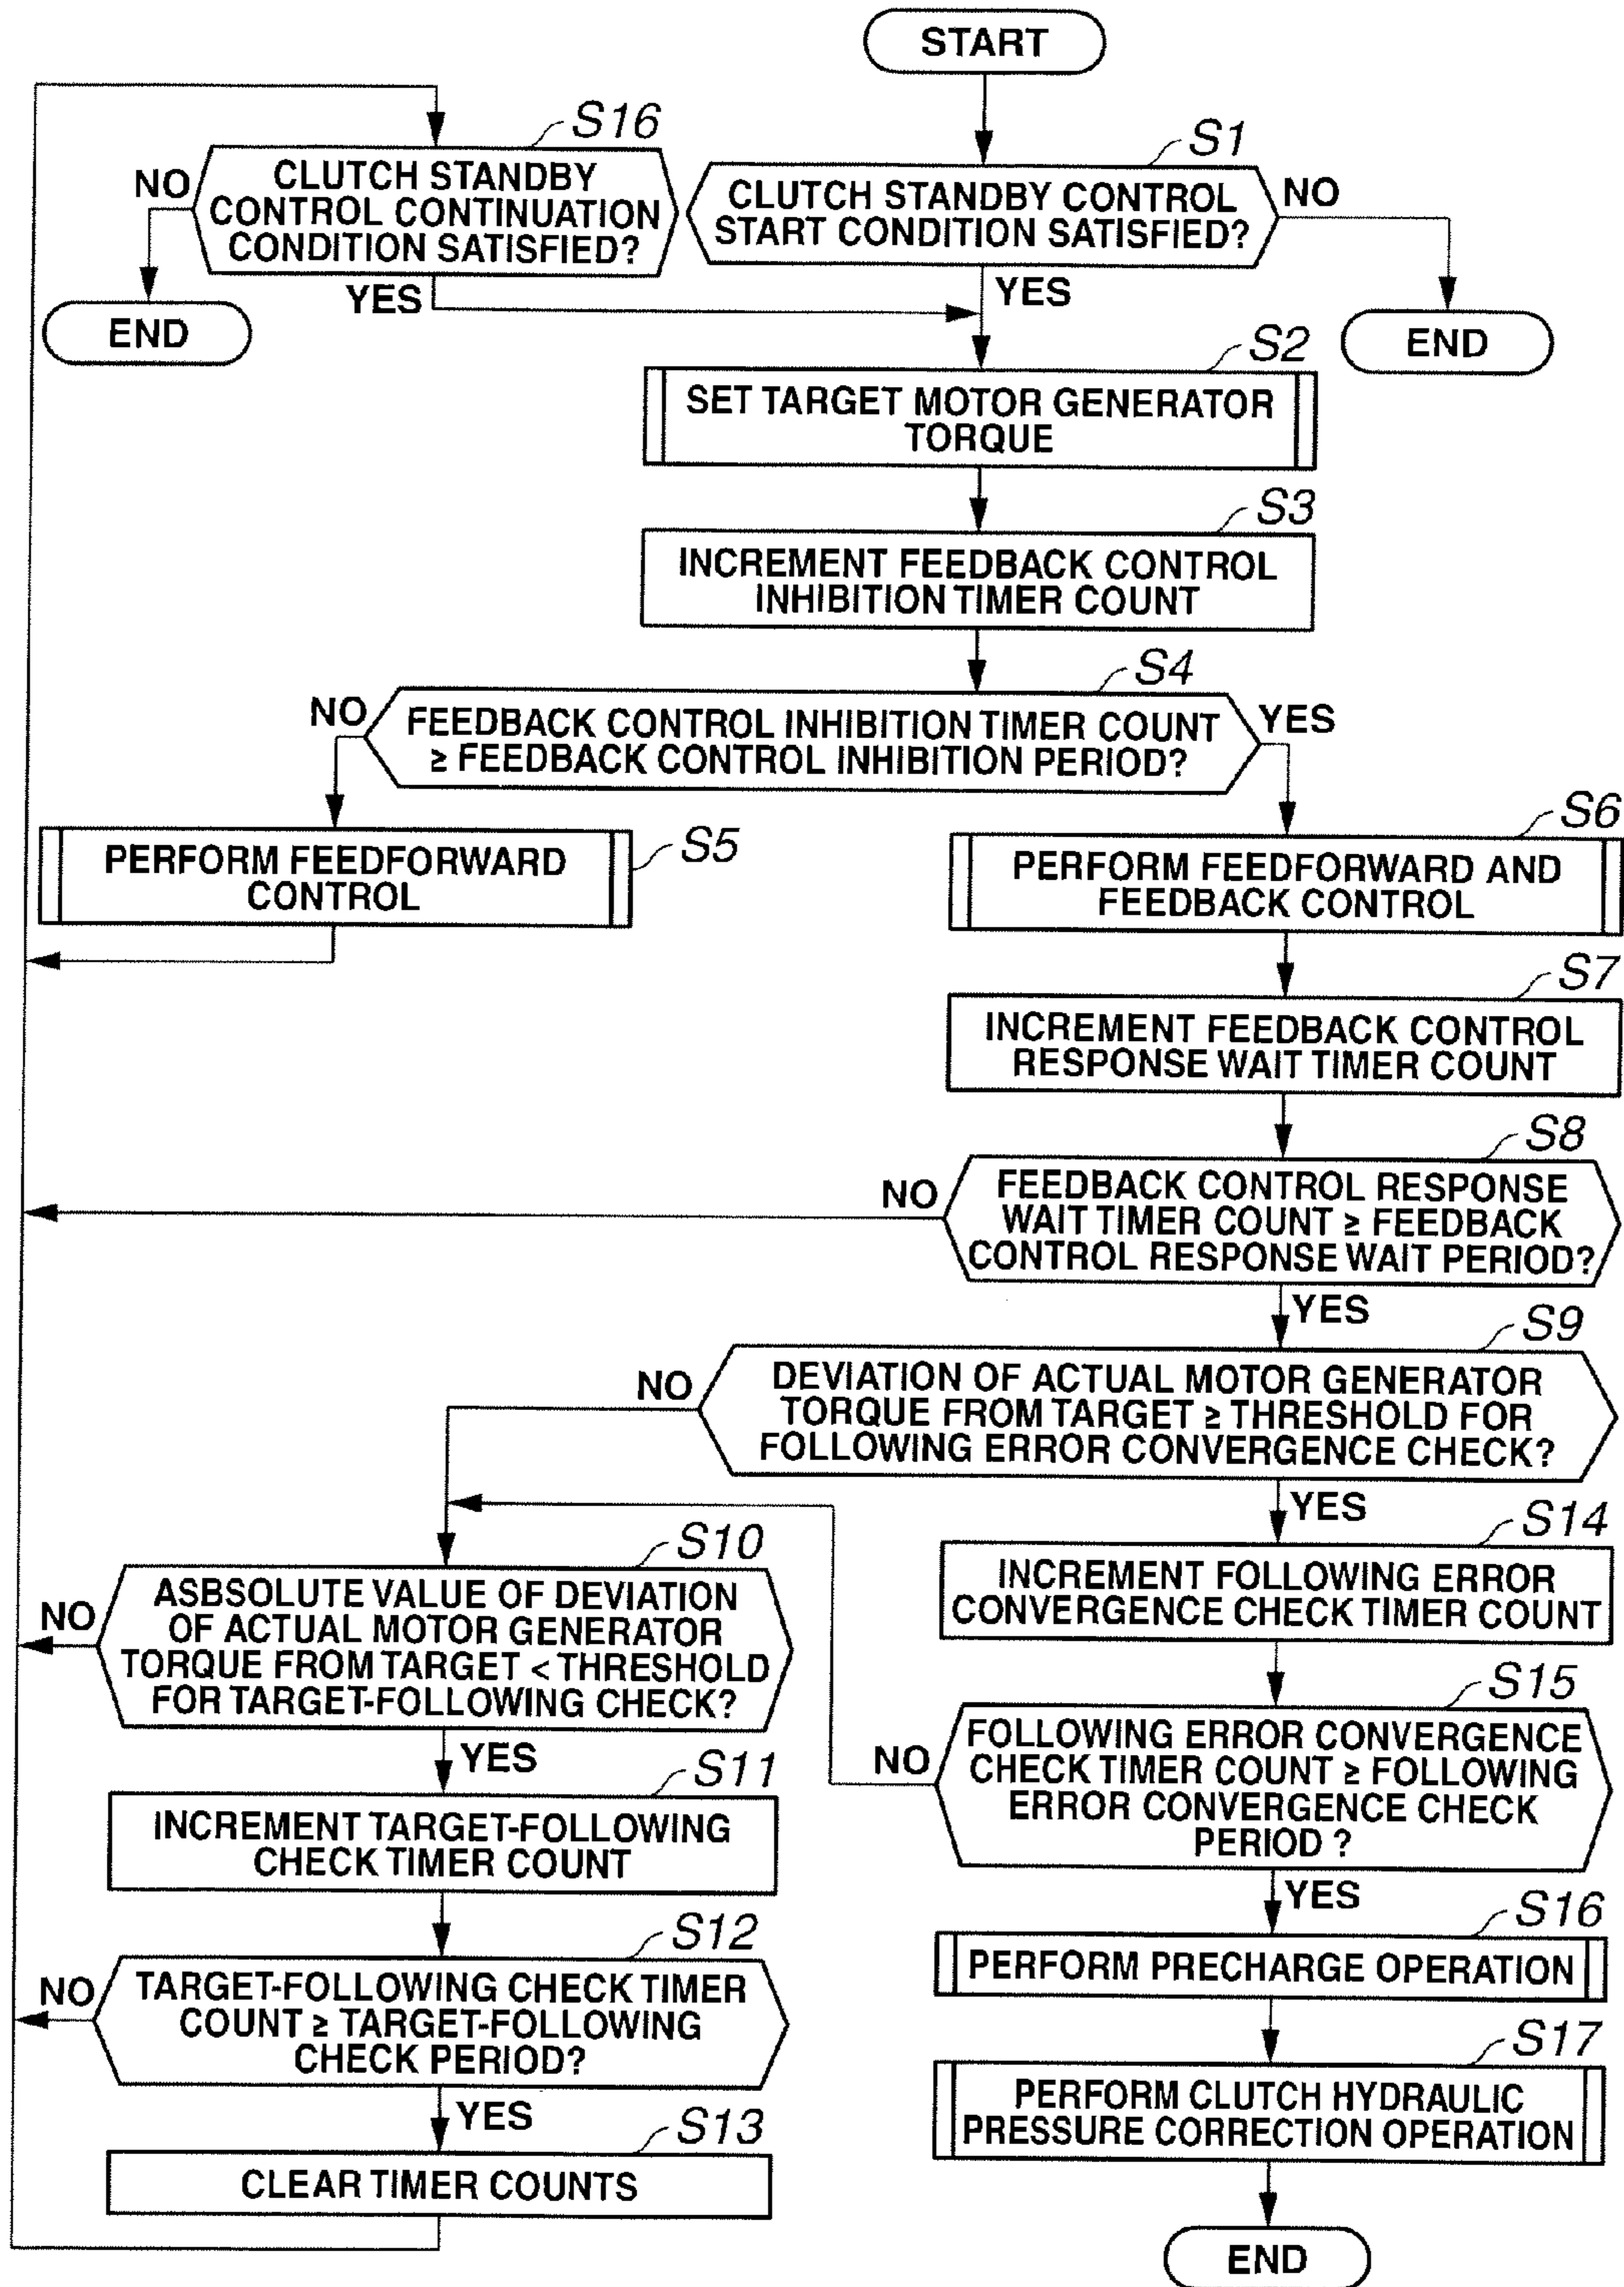 START
S16
CLUTCH STANDBY
CONTROL CONTINUATION
CONDITION SATISFIED?
NO
YES
END
S1
CLUTCH STANDBY CONTROL
START CONDITION SATISFIED?
NO
YES
END
S2
SET TARGET MOTOR GENERATOR
TORQUE
S3
INCREMENT FEEDBACK CONTROL
INHIBITION TIMER COUNT
S4
NO
FEEDBACK CONTROL INHIBITION TIMER COUNT
≥ FEEDBACK CONTROL INHIBITION PERIOD?
YES
PERFORM FEEDFORWARD
CONTROL
S5
S6
PERFORM FEEDFORWARD AND
FEEDBACK CONTROL
S7
INCREMENT FEEDBACK CONTROL
RESPONSE WAIT TIMER COUNT
S8
NO
FEEDBACK CONTROL RESPONSE
WAIT TIMER COUNT ≥ FEEDBACK
CONTROL RESPONSE WAIT PERIOD?
YES
S9
NO
DEVIATION OF ACTUAL MOTOR GENERATOR
TORQUE FROM TARGET ≥ THRESHOLD FOR
FOLLOWING ERROR CONVERGENCE CHECK?
YES
S10
NO
ASBSOLUTE VALUE OF DEVIATION
OF ACTUAL MOTOR GENERATOR
TORQUE FROM TARGET < THRESHOLD
FOR TARGET-FOLLOWING CHECK?
YES
S11
INCREMENT TARGET-FOLLOWING
CHECK TIMER COUNT
S12
NO
TARGET-FOLLOWING CHECK TIMER
COUNT ≥ TARGET-FOLLOWING
CHECK PERIOD?
YES
S13
CLEAR TIMER COUNTS
S14
INCREMENT FOLLOWING ERROR
CONVERGENCE CHECK TIMER COUNT
S15
NO
FOLLOWING ERROR CONVERGENCE
CHECK TIMER COUNT ≥ FOLLOWING
ERROR CONVERGENCE CHECK
PERIOD ?
YES
S16
PERFORM PRECHARGE OPERATION
S17
PERFORM CLUTCH HYDRAULIC
PRESSURE CORRECTION OPERATION
END